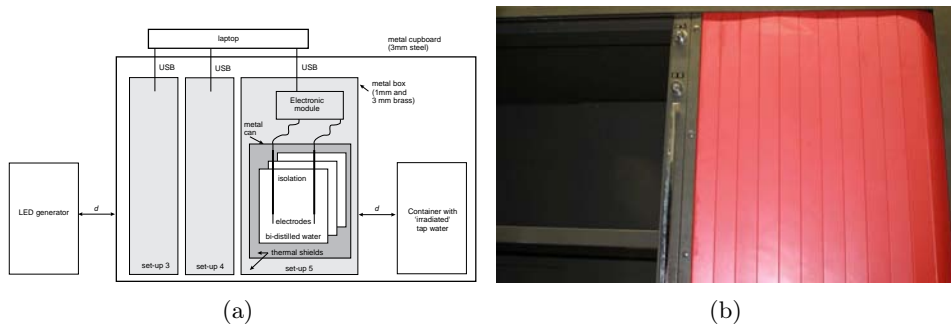 laptop
metal cupboard
(3mm steel)
USB
USB
USB
metal box
(1mm and
3 mm brass)
Electronic
module
metal
can
isolation
LED generator
d
d
electrodes
bi-distilled water
Container with
'irradiated'
tap water
thermal shields
set-up 3
set-up 4
set-up 5
(a)
(b)